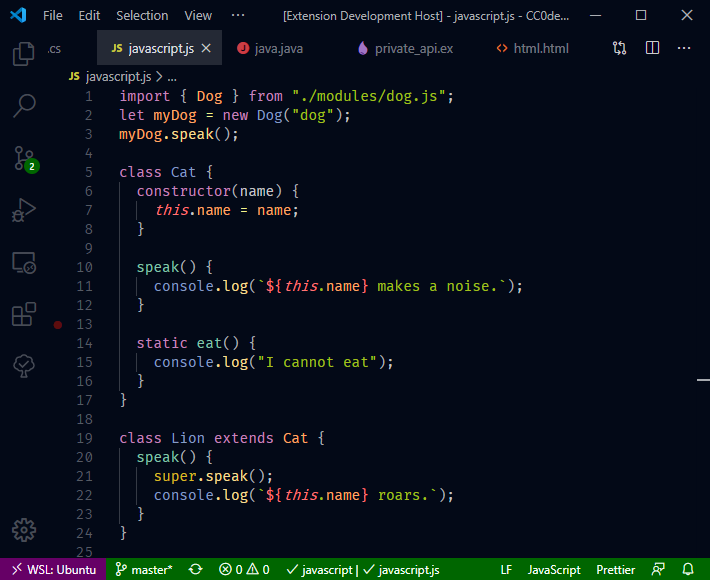 File Edit Selection View ··· [Extension Development Host] - javascript.js - CC0de...
.cs JS javascript.js java.java private_api.ex html.html ···
JS javascript.js > ...
1 import { Dog } from "./modules/dog.js";
2 let myDog = new Dog("dog");
3 myDog.speak();
4
5 class Cat {
6 constructor(name) {
7 this.name = name;
8 }
9
10 speak() {
11 console.log(`${this.name} makes a noise.`);
12 }
13
14 static eat() {
15 console.log("I cannot eat");
16 }
17 }
18
19 class Lion extends Cat {
20 speak() {
21 super.speak();
22 console.log(`${this.name} roars.`);
23 }
24 }
25
2
WSL: Ubuntu master* 0 0 javascript | javascript.js LF JavaScript Prettier